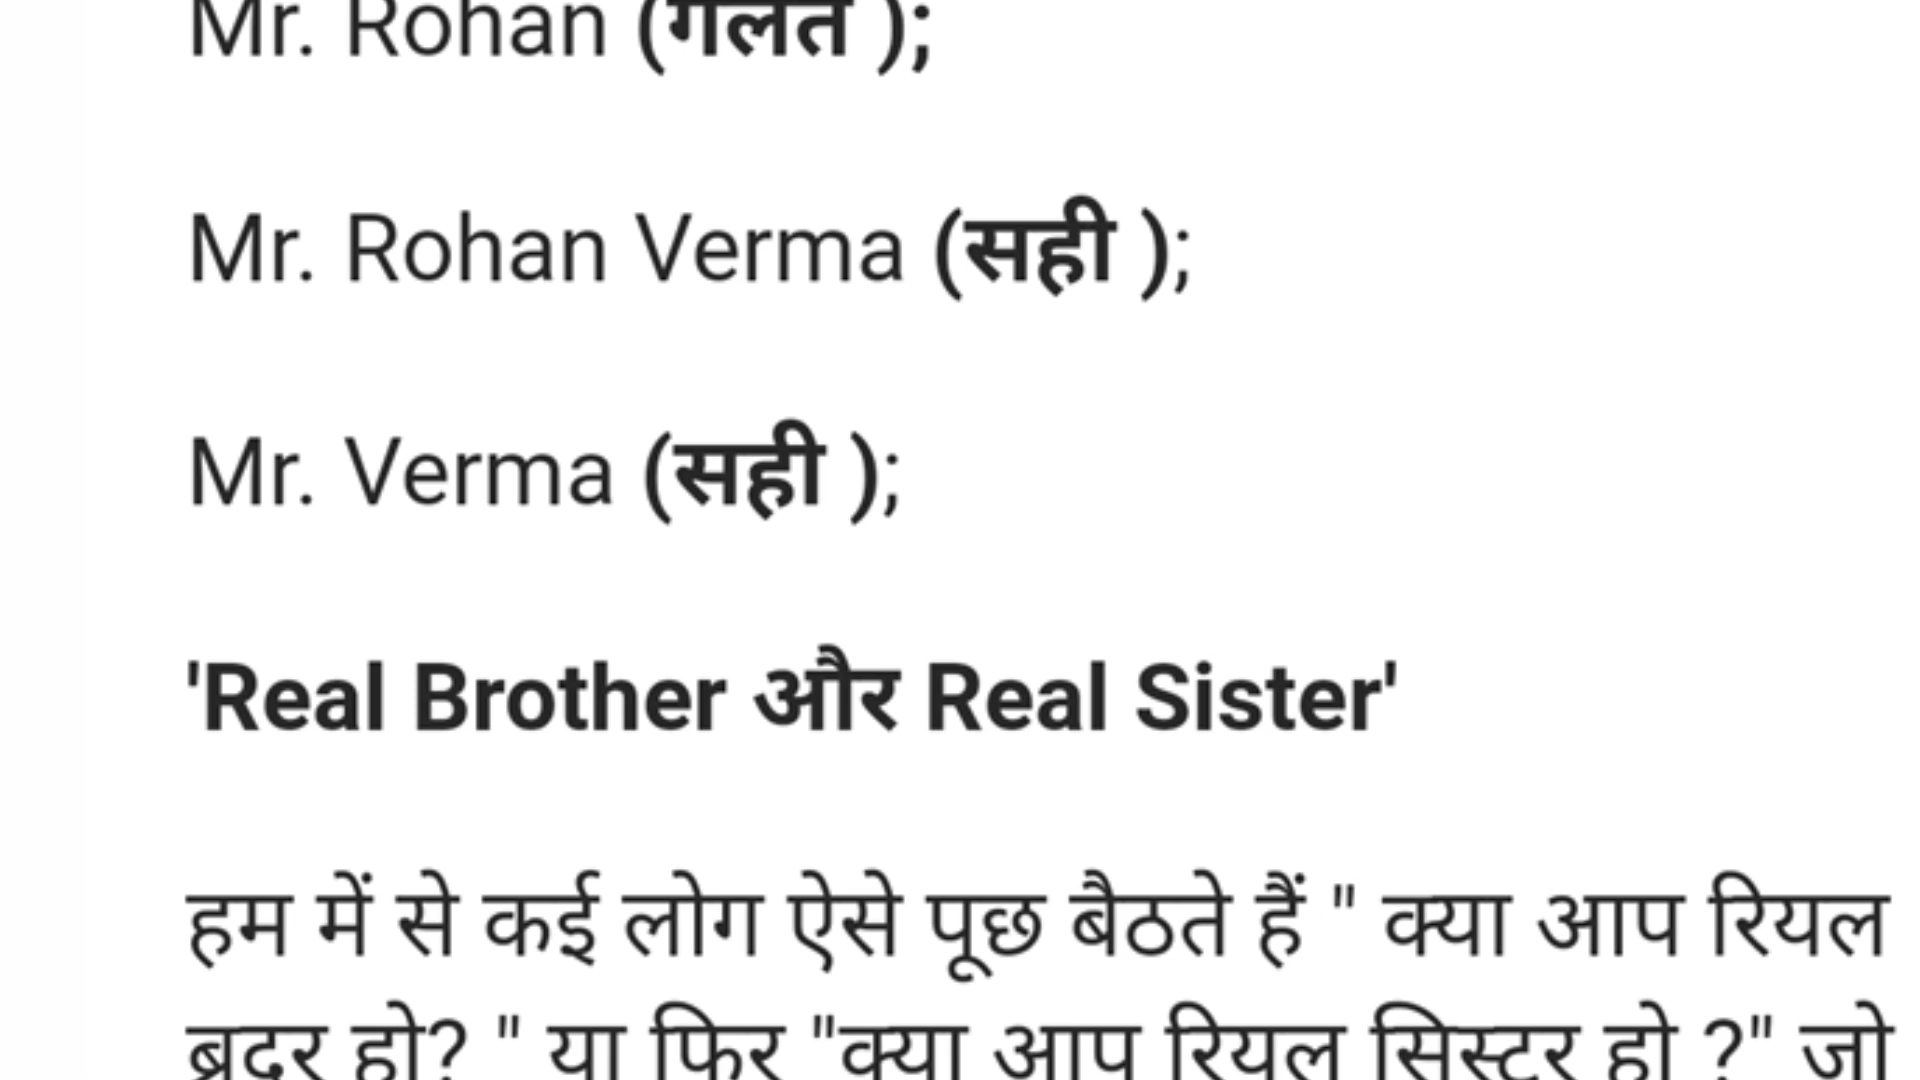 Mr. Rohan (गलत );
Mr. Rohan Verma (सही );
Mr. Verma (सही );
'Real Brother और Real Sister'
हम में से कई लोग ऐसे पूछ बैठते हैं " क्या आप रियल
ब्रदर हो? " या फिर "क्या आप रियल सिस्टर हो ?" जो